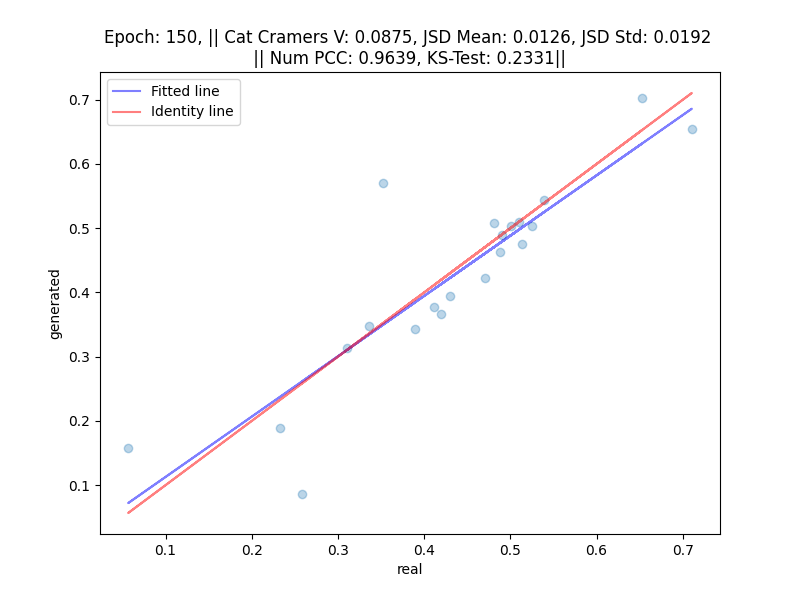 Epoch: 150, || Cat Cramers V: 0.0875, JSD Mean: 0.0126, JSD Std: 0.0192
|| Num PCC: 0.9639, KS-Test: 0.2331||
Fitted line
Identity line
0.7
0.6
0.5
0.4
0.3
0.2
0.1
generated
0.1
0.2
0.3
0.4
0.5
0.6
0.7
real